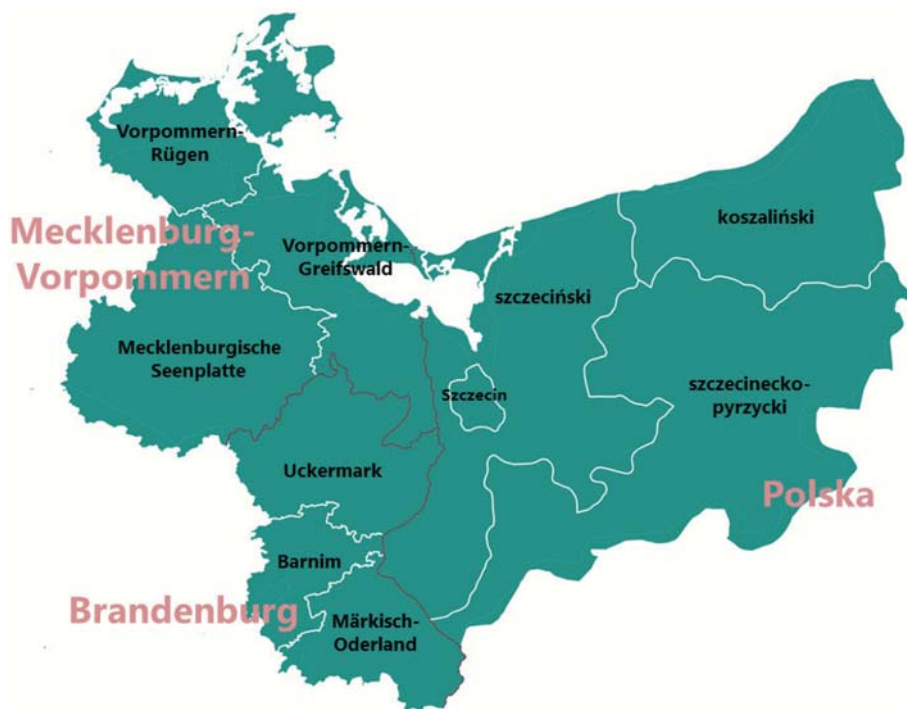 Vorpommern-
Rügen
Mecklenburg-
Vorpommern
Vorpommern-
Greifswald
koszaliński
szczeciński
Mecklenburgische
Seenplatte
Szczecin
szczecinecko-
pyrzycki
Uckermark
Polska
Barnim
Brandenburg
Märkisch-
Oderland